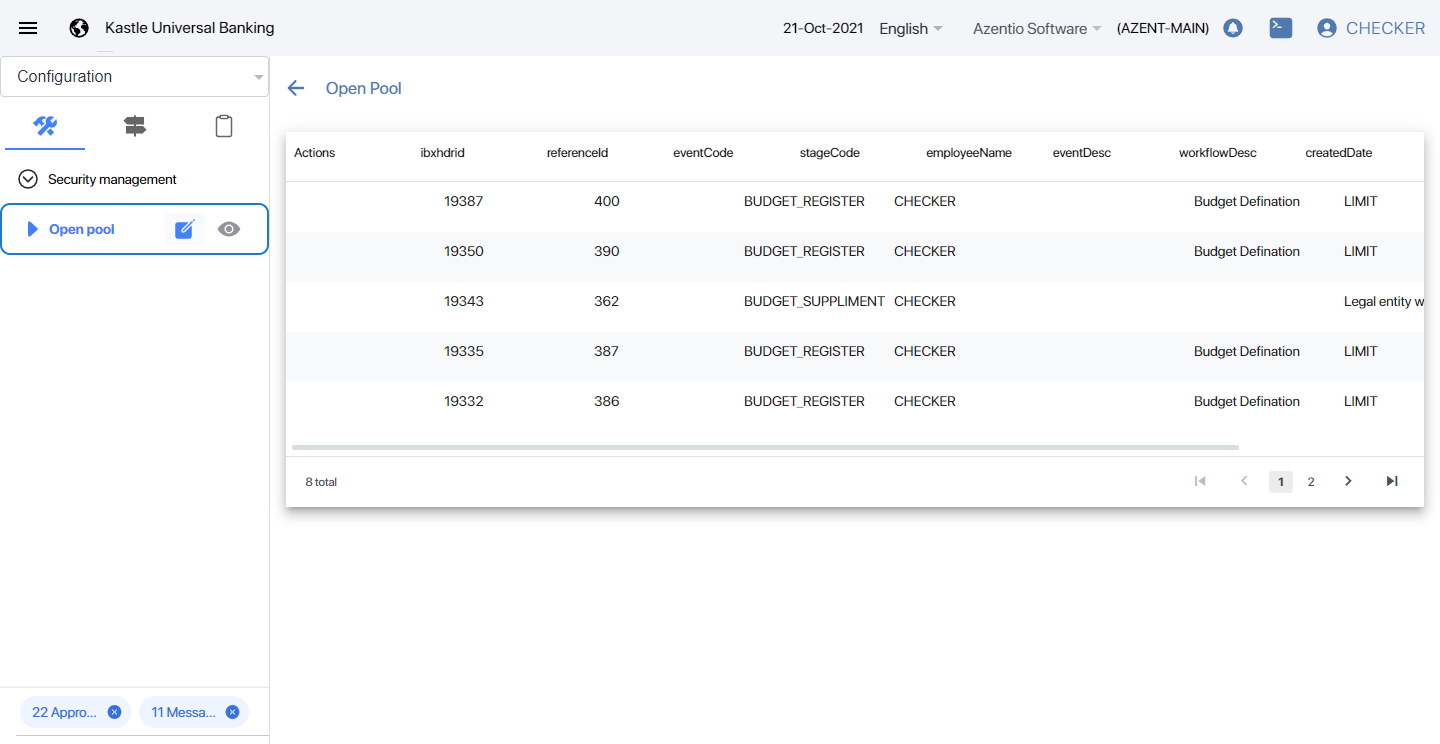 Kastle Universal Banking
21-Oct-2021 English Azentio Software (AZENT-MAIN) CHECKER
Configuration
Security management
Open pool
22 Appro... 11 Messa...
Open Pool
Actions ibxhdrid referenceId eventCode stageCode employeeName eventDesc workflowDesc createdDate
19387 400 BUDGET_REGISTER CHECKER Budget Defination LIMIT
19350 390 BUDGET_REGISTER CHECKER Budget Defination LIMIT
19343 362 BUDGET_SUPPLIMENT CHECKER Legal entity w
19335 387 BUDGET_REGISTER CHECKER Budget Defination LIMIT
19332 386 BUDGET_REGISTER CHECKER Budget Defination LIMIT
8 total 1 2